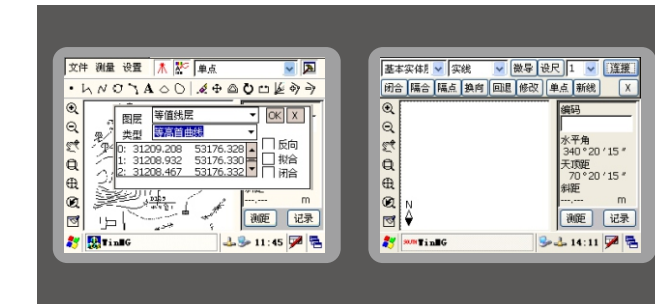 文件 测量 设置 单点
A
图层 等值线层 OK X
类型 等高首曲线
0: 31209.208 53176.328
1: 31208.932 53176.330
2: 31208.467 53176.332
反向
拟合
闭合
---.--- m
测距 记录
WinMG 11:45
实线 微导 设尺 1 连接
闭合 隔合 隔点 换向 回退 修改 单点 新线 X
编码
水平角
340°20′15″
天顶距
70°20′15″
斜距
---.--- m
N
测距 记录
WinMG 14:11